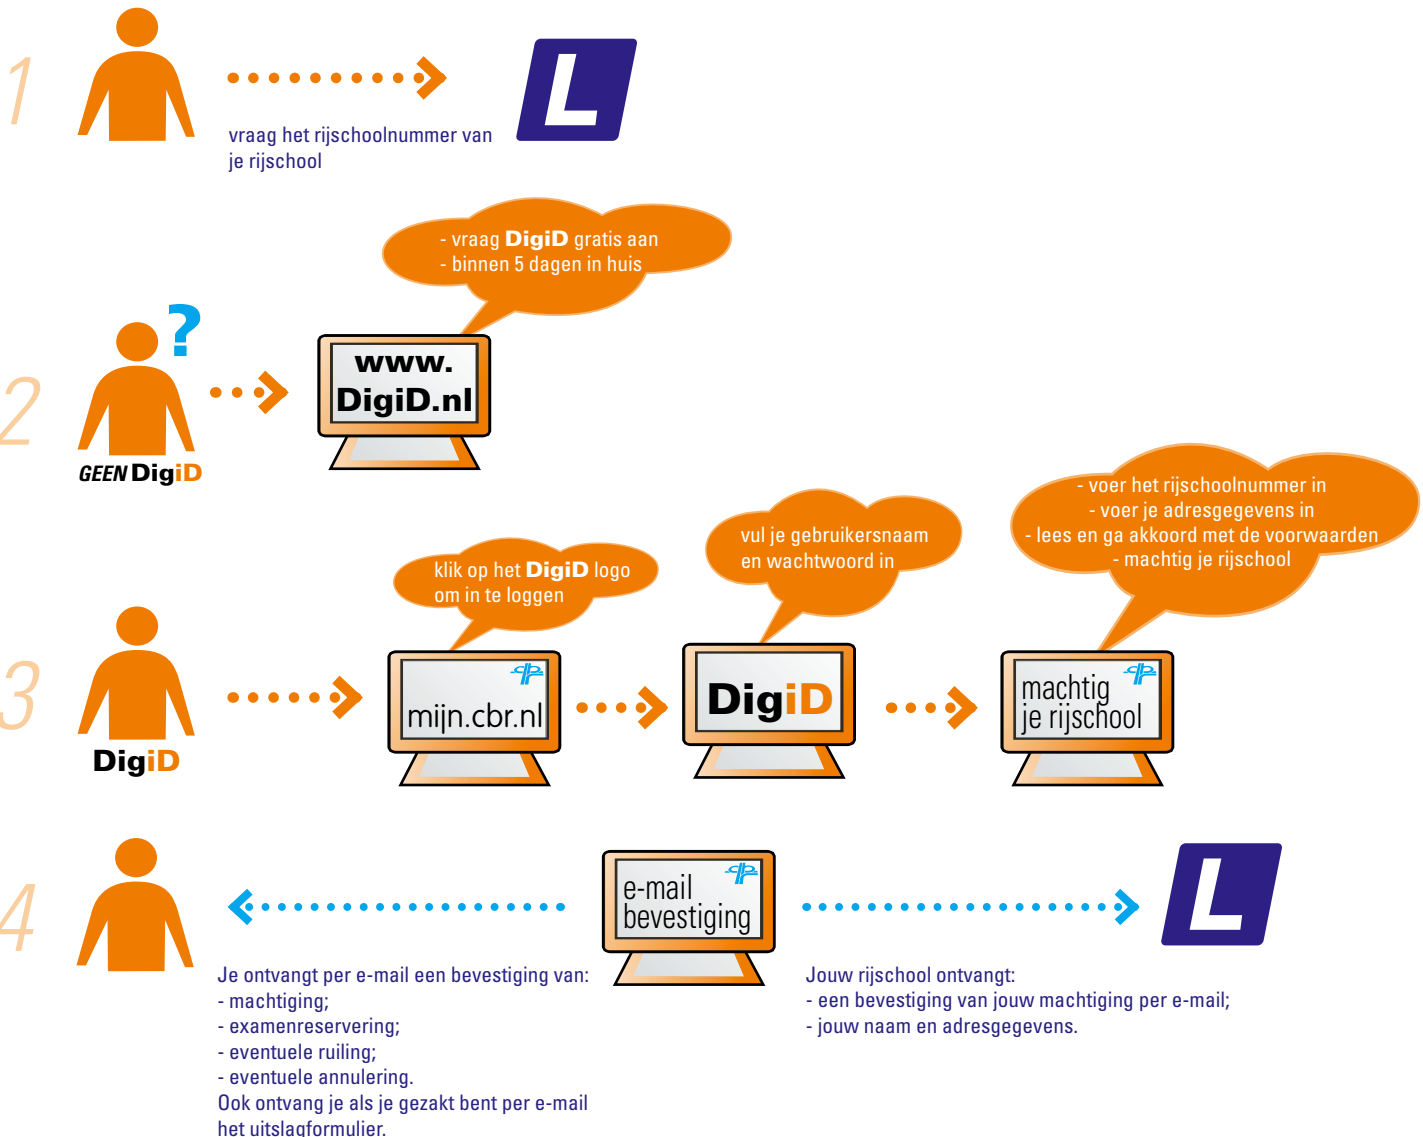 1
L
vraag het rijschoolnummer van
je rijschool
- vraag DigiD gratis aan
- binnen 5 dagen in huis
?
www.
DigiD.nl
2
GEEN DigiD
- voer het rijschoolnummer in
- voer je adresgegevens in
- lees en ga akkoord met de voorwaarden
- machtig je rijschool
vul je gebruikersnaam
en wachtwoord in
klik op het DigiD logo
om in te loggen
3
DigiD
mijn.cbr.nl
DigiD
machtig
je rijschool
4
e-mail
bevestiging
L
Je ontvangt per e-mail een bevestiging van:
- machtiging;
- examenreservering;
- eventuele ruiling;
- eventuele annulering.
Ook ontvang je als je gezakt bent per e-mail
het uitslagformulier.
Jouw rijschool ontvangt:
- een bevestiging van jouw machtiging per e-mail;
- jouw naam en adresgegevens.